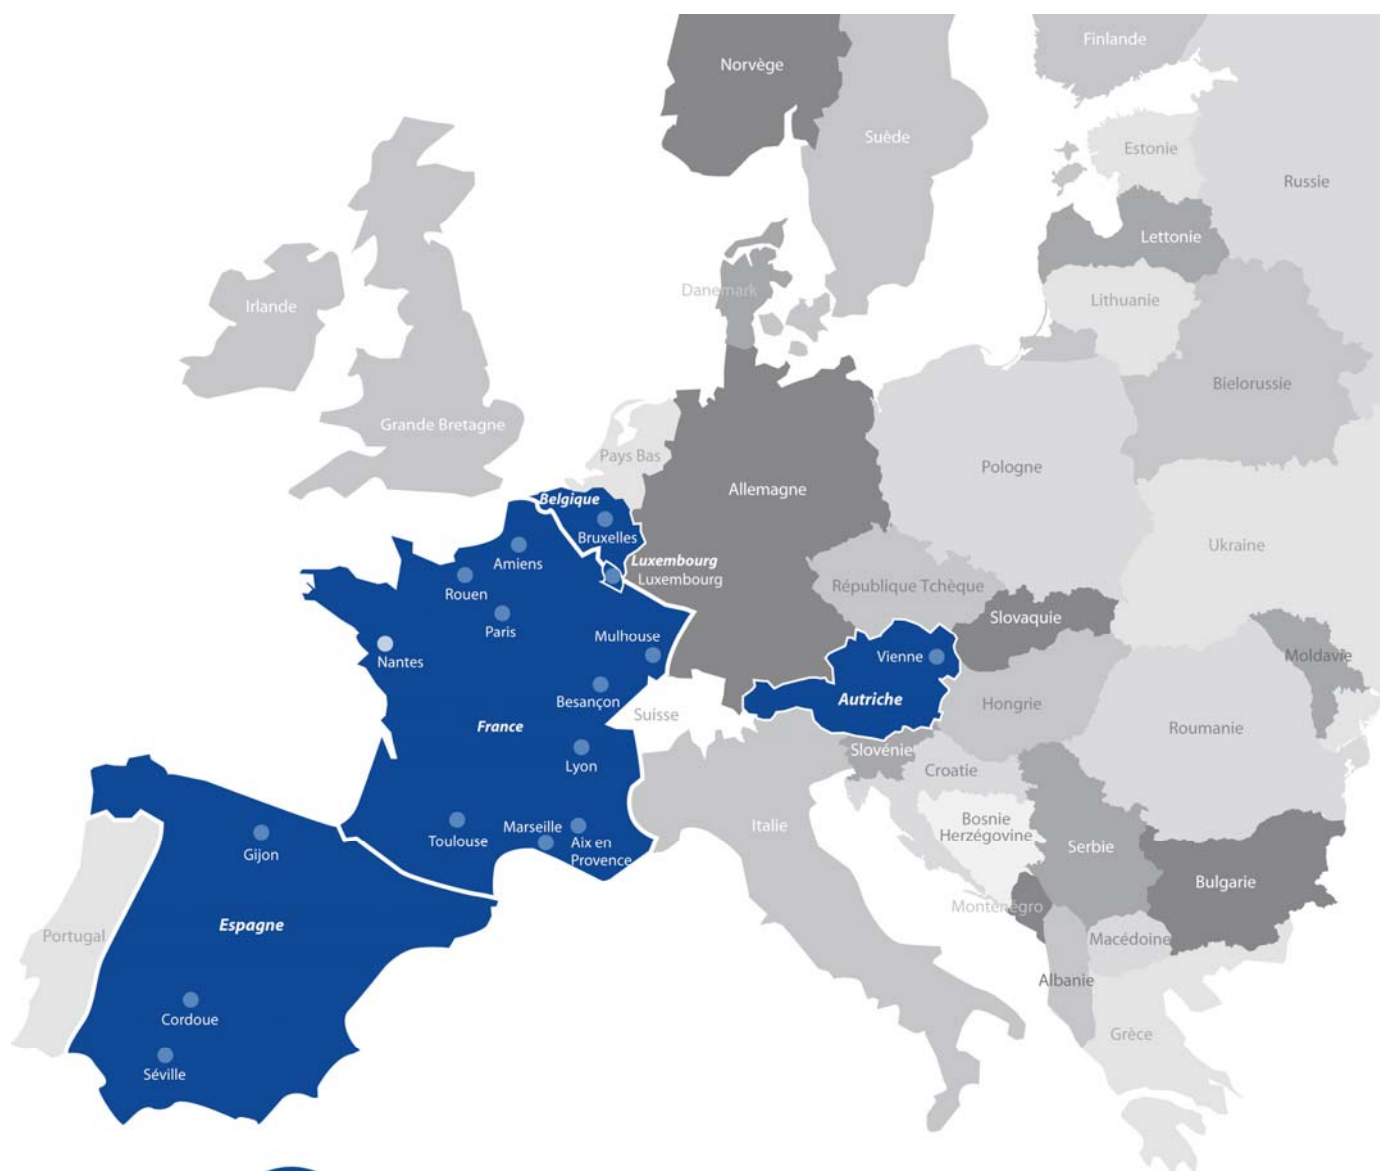 Finlande
Norvège
Suède
Estonie
Russie
Lettonie
Danemark
Lithuanie
Irlande
Bielorussie
Grande Bretagne
Pays Bas
Pologne
Allemagne
Belgique
Bruxelles
Ukraine
Amiens
Luxembourg
Luxembourg
République Tchèque
Rouen
Slovaquie
Paris
Mulhouse
Nantes
Vienne
Moldavie
Besançon
Autriche
Hongrie
Suisse
France
Roumanie
Slovénie
Lyon
Croatie
Bosnie
Herzégovine
Italie
Marseille
Toulouse
Aix en
Provence
Serbie
Gijon
Bulgarie
Monténégro
Espagne
Portugal
Macédoine
Albanie
Cordoue
Grèce
Séville